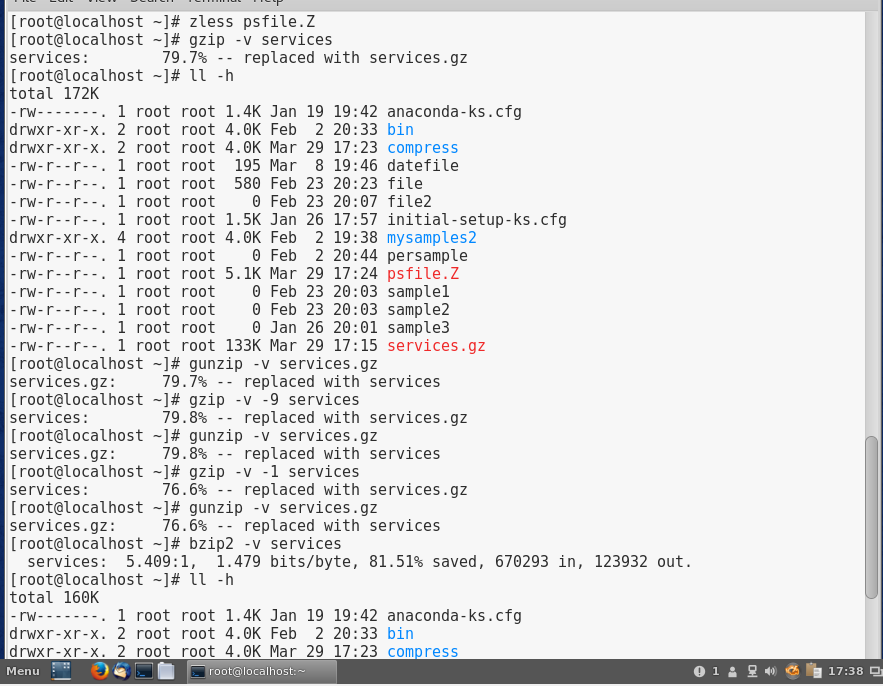 File Edit View Search Terminal Help
[root@localhost ~]# zless psfile.Z
[root@localhost ~]# gzip -v services
services:        79.7% -- replaced with services.gz
[root@localhost ~]# ll -h
total 172K
-rw-------. 1 root root 1.4K Jan 19 19:42 anaconda-ks.cfg
drwxr-xr-x. 2 root root 4.0K Feb  2 20:33 bin
drwxr-xr-x. 2 root root 4.0K Mar 29 17:23 compress
-rw-r--r--. 1 root root  195 Mar  8 19:46 datefile
-rw-r--r--. 1 root root  580 Feb 23 20:23 file
-rw-r--r--. 1 root root    0 Feb 23 20:07 file2
-rw-r--r--. 1 root root 1.5K Jan 26 17:57 initial-setup-ks.cfg
drwxr-xr-x. 4 root root 4.0K Feb  2 19:38 mysamples2
-rw-r--r--. 1 root root    0 Feb  2 20:44 persample
-rw-r--r--. 1 root root 5.1K Mar 29 17:24 psfile.Z
-rw-r--r--. 1 root root    0 Feb 23 20:03 sample1
-rw-r--r--. 1 root root    0 Feb 23 20:03 sample2
-rw-r--r--. 1 root root    0 Jan 26 20:01 sample3
-rw-r--r--. 1 root root 133K Mar 29 17:15 services.gz
[root@localhost ~]# gunzip -v services.gz
services.gz:     79.7% -- replaced with services
[root@localhost ~]# gzip -v -9 services
services:        79.8% -- replaced with services.gz
[root@localhost ~]# gunzip -v services.gz
services.gz:     79.8% -- replaced with services
[root@localhost ~]# gzip -v -1 services
services:        76.6% -- replaced with services.gz
[root@localhost ~]# gunzip -v services.gz
services.gz:     76.6% -- replaced with services
[root@localhost ~]# bzip2 -v services
  services:  5.409:1,  1.479 bits/byte, 81.51% saved, 670293 in, 123932 out.
[root@localhost ~]# ll -h
total 160K
-rw-------. 1 root root 1.4K Jan 19 19:42 anaconda-ks.cfg
drwxr-xr-x. 2 root root 4.0K Feb  2 20:33 bin
drwxr-xr-x. 2 root root 4.0K Mar 29 17:23 compress
Menu root@localhost:~ 1 17:38